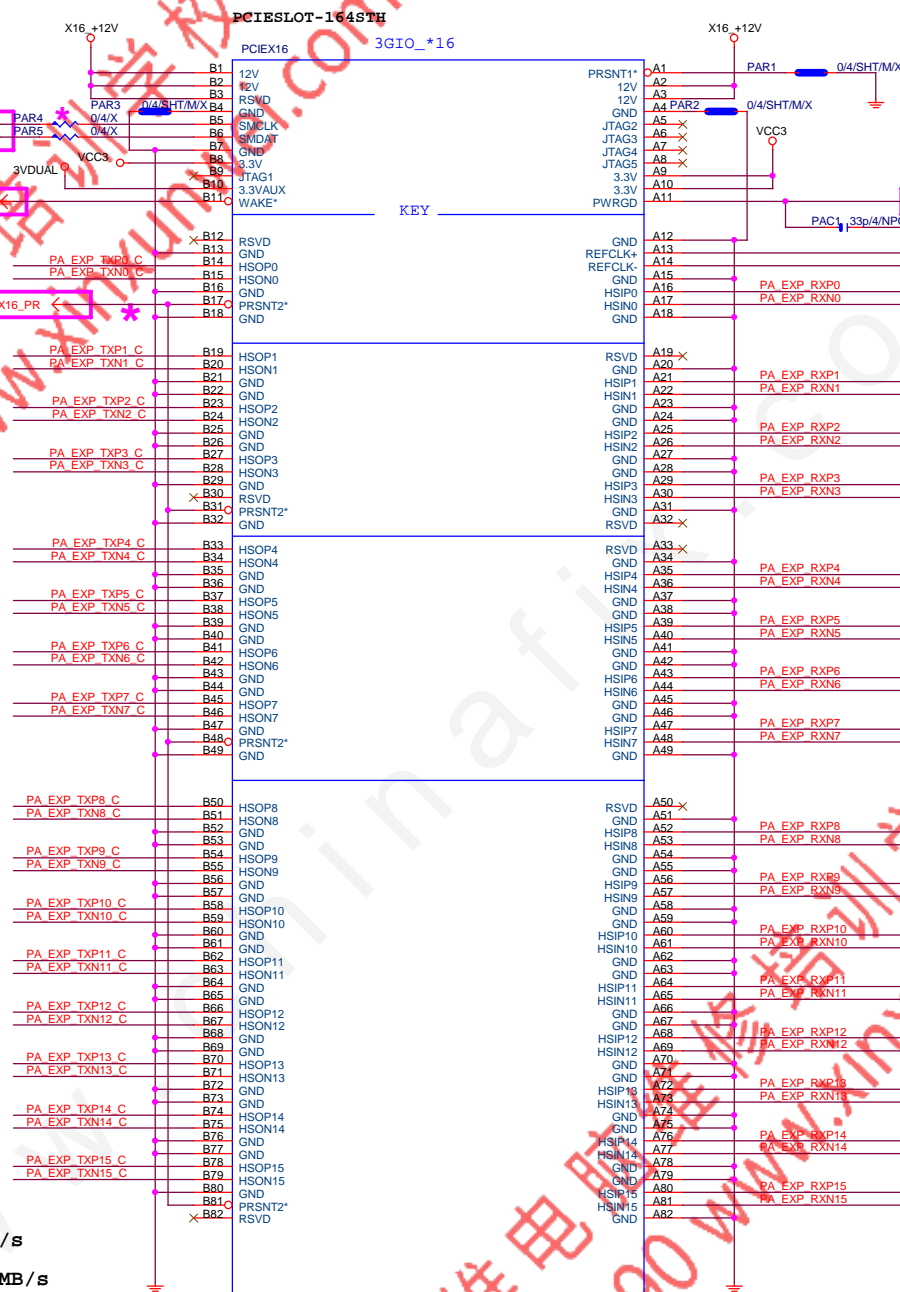 PCIESLOT-164STH
X16_+12V
PCIEX16
3GIO_*16
X16_+12V
B1 12V
B2 12V
B3 RSVD
B4 GND
B5 SMCLK
B6 SMDAT
B7 GND
B8 3.3V
B9 JTAG1
B10 3.3VAUX
B11 WAKE*
PAR3 0/4/SHT/M/X
PAR4 0/4/X
PAR5 0/4/X
*
VCC3
3VDUAL
PRSNT1* A1
12V A2
12V A3
GND A4
JTAG2 A5
JTAG3 A6
JTAG4 A7
JTAG5 A8
3.3V A9
3.3V A10
PWRGD A11
PAR1 0/4/SHT/M/X
PAR2 0/4/SHT/M/X
VCC3
PAC1 33p/4/NPO
KEY
B12 RSVD
B13 GND
PA_EXP_TXP0_C B14 HSOP0
PA_EXP_TXN0_C B15 HSON0
B16 GND
X16_PR B17 PRSNT2*
B18 GND
*
GND A12
REFCLK+ A13
REFCLK- A14
GND A15
HSIP0 A16 PA_EXP_RXP0
HSIN0 A17 PA_EXP_RXN0
GND A18
PA_EXP_TXP1_C B19 HSOP1
PA_EXP_TXN1_C B20 HSON1
B21 GND
B22 GND
PA_EXP_TXP2_C B23 HSOP2
PA_EXP_TXN2_C B24 HSON2
B25 GND
B26 GND
PA_EXP_TXP3_C B27 HSOP3
PA_EXP_TXN3_C B28 HSON3
B29 GND
B30 RSVD
B31 PRSNT2*
B32 GND
RSVD A19
GND A20
HSIP1 A21 PA_EXP_RXP1
HSIN1 A22 PA_EXP_RXN1
GND A23
GND A24
HSIP2 A25 PA_EXP_RXP2
HSIN2 A26 PA_EXP_RXN2
GND A27
GND A28
HSIP3 A29 PA_EXP_RXP3
HSIN3 A30 PA_EXP_RXN3
GND A31
RSVD A32
PA_EXP_TXP4_C B33 HSOP4
PA_EXP_TXN4_C B34 HSON4
B35 GND
B36 GND
PA_EXP_TXP5_C B37 HSOP5
PA_EXP_TXN5_C B38 HSON5
B39 GND
B40 GND
PA_EXP_TXP6_C B41 HSOP6
PA_EXP_TXN6_C B42 HSON6
B43 GND
B44 GND
PA_EXP_TXP7_C B45 HSOP7
PA_EXP_TXN7_C B46 HSON7
B47 GND
B48 PRSNT2*
B49 GND
RSVD A33
GND A34
HSIP4 A35 PA_EXP_RXP4
HSIN4 A36 PA_EXP_RXN4
GND A37
GND A38
HSIP5 A39 PA_EXP_RXP5
HSIN5 A40 PA_EXP_RXN5
GND A41
GND A42
HSIP6 A43 PA_EXP_RXP6
HSIN6 A44 PA_EXP_RXN6
GND A45
GND A46
HSIP7 A47 PA_EXP_RXP7
HSIN7 A48 PA_EXP_RXN7
GND A49
PA_EXP_TXP8_C B50 HSOP8
PA_EXP_TXN8_C B51 HSON8
B52 GND
B53 GND
PA_EXP_TXP9_C B54 HSOP9
PA_EXP_TXN9_C B55 HSON9
B56 GND
B57 GND
PA_EXP_TXP10_C B58 HSOP10
PA_EXP_TXN10_C B59 HSON10
B60 GND
B61 GND
PA_EXP_TXP11_C B62 HSOP11
PA_EXP_TXN11_C B63 HSON11
B64 GND
B65 GND
PA_EXP_TXP12_C B66 HSOP12
PA_EXP_TXN12_C B67 HSON12
B68 GND
B69 GND
PA_EXP_TXP13_C B70 HSOP13
PA_EXP_TXN13_C B71 HSON13
B72 GND
B73 GND
PA_EXP_TXP14_C B74 HSOP14
PA_EXP_TXN14_C B75 HSON14
B76 GND
B77 GND
PA_EXP_TXP15_C B78 HSOP15
PA_EXP_TXN15_C B79 HSON15
B80 GND
B81 PRSNT2*
B82 RSVD
RSVD A50
GND A51
HSIP8 A52 PA_EXP_RXP8
HSIN8 A53 PA_EXP_RXN8
GND A54
GND A55
HSIP9 A56 PA_EXP_RXP9
HSIN9 A57 PA_EXP_RXN9
GND A58
GND A59
HSIP10 A60 PA_EXP_RXP10
HSIN10 A61 PA_EXP_RXN10
GND A62
GND A63
HSIP11 A64 PA_EXP_RXP11
HSIN11 A65 PA_EXP_RXN11
GND A66
GND A67
HSIP12 A68 PA_EXP_RXP12
HSIN12 A69 PA_EXP_RXN12
GND A70
GND A71
HSIP13 A72 PA_EXP_RXP13
HSIN13 A73 PA_EXP_RXN13
GND A74
GND A75
HSIP14 A76 PA_EXP_RXP14
HSIN14 A77 PA_EXP_RXN14
GND A78
GND A79
HSIP15 A80 PA_EXP_RXP15
HSIN15 A81 PA_EXP_RXN15
GND A82
/s
MB/s
培训学校
www.xinxunwei.com
维修电脑维修培训学
www.xinx
w chinafix.co